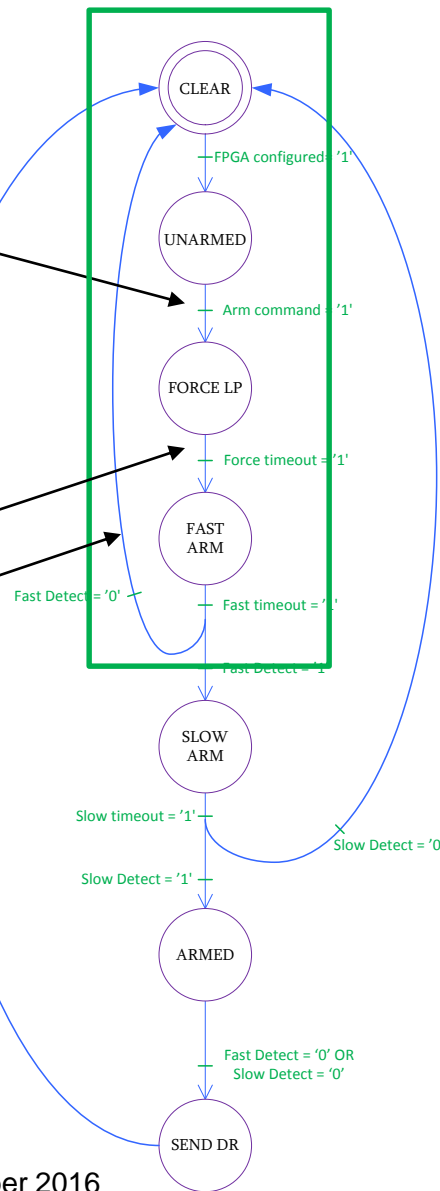 CLEAR
FPGA configured= '1'
UNARMED
Arm command = '1'
FORCE LP
Force timeout = '1'
FAST
ARM
Fast Detect = '0'
Fast timeout = '1'
Fast Detect = '1'
SLOW
ARM
Slow timeout = '1'
Slow Detect = '0
Slow Detect = '1'
ARMED
Fast Detect = '0' OR
Slow Detect = '0'
SEND DR
ber 2016